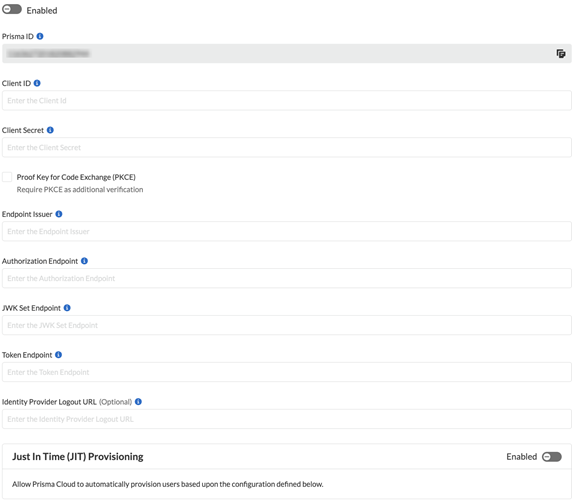 Enabled
Prisma ID
Client ID
Enter the Client Id
Client Secret
Enter the Client Secret
Proof Key for Code Exchange (PKCE)
Require PKCE as additional verification
Endpoint Issuer
Enter the Endpoint Issuer
Authorization Endpoint
Enter the Authorization Endpoint
JWK Set Endpoint
Enter the JWK Set Endpoint
Token Endpoint
Enter the Token Endpoint
Identity Provider Logout URL (Optional)
Enter the Identity Provider Logout URL
Just In Time (JIT) Provisioning Enabled
Allow Prisma Cloud to automatically provision users based upon the configuration defined below.